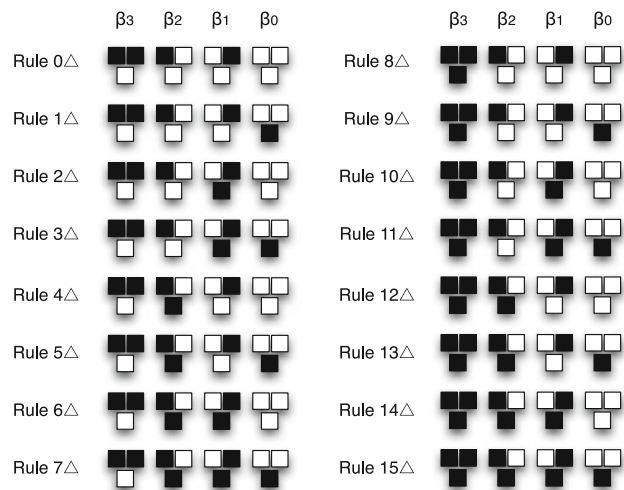 β3 β2 β1 β0 β3 β2 β1 β0
Rule 0△ Rule 8△
Rule 1△ Rule 9△
Rule 2△ Rule 10△
Rule 3△ Rule 11△
Rule 4△ Rule 12△
Rule 5△ Rule 13△
Rule 6△ Rule 14△
Rule 7△ Rule 15△